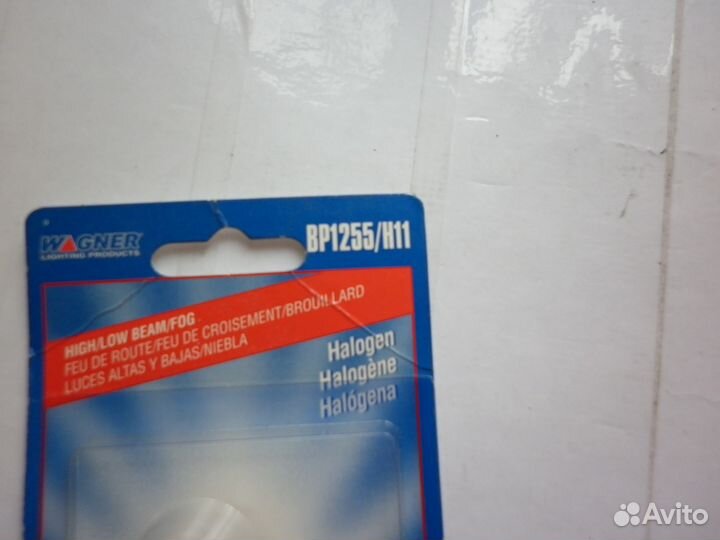 WAGNER
LIGHTING PRODUCTS
BP1255/H11
HIGH/LOW BEAM/FOG
FEU DE ROUTE/FEU DE CROISEMENT/BROUILLARD
LUCES ALTAS Y BAJAS/NIEBLA
Halogen
Halogène
Halógena
Avito